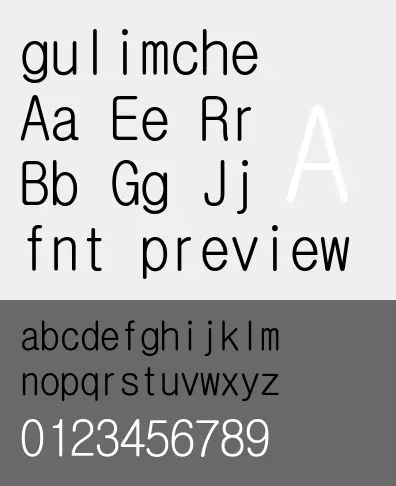 gulimche
Aa Ee Rr
A
Bb Gg Jj
fnt preview
abcdefghijklm
nopqrstuvwxyz
0123456789